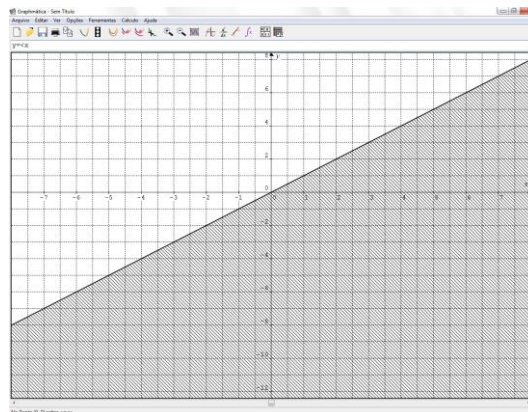 Graphmática - Sem Título
Arquivo Editar Ver Opções Ferramentas Cálculo Ajuda
y=<x
8 y
6
4
2
0 x
-7 -6 -5 -4 -3 -2 -1 0 1 2 3 4 5 6 7
-2
-4
-6
-8
-10
-12